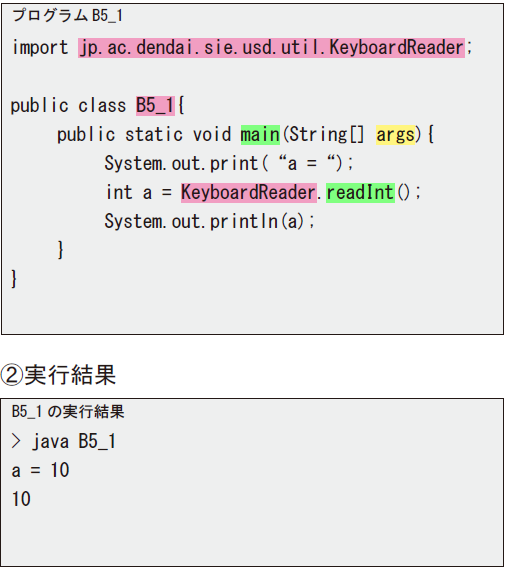 プログラム B5_1
import jp.ac.dendai.sie.usd.util.KeyboardReader;
public class B5_1{
public static void main(String[] args){
System.out.print( “a = “);
int a = KeyboardReader.readInt();
System.out.println(a);
}
}
②実行結果
B5_1 の実行結果
> java B5_1
a = 10
10